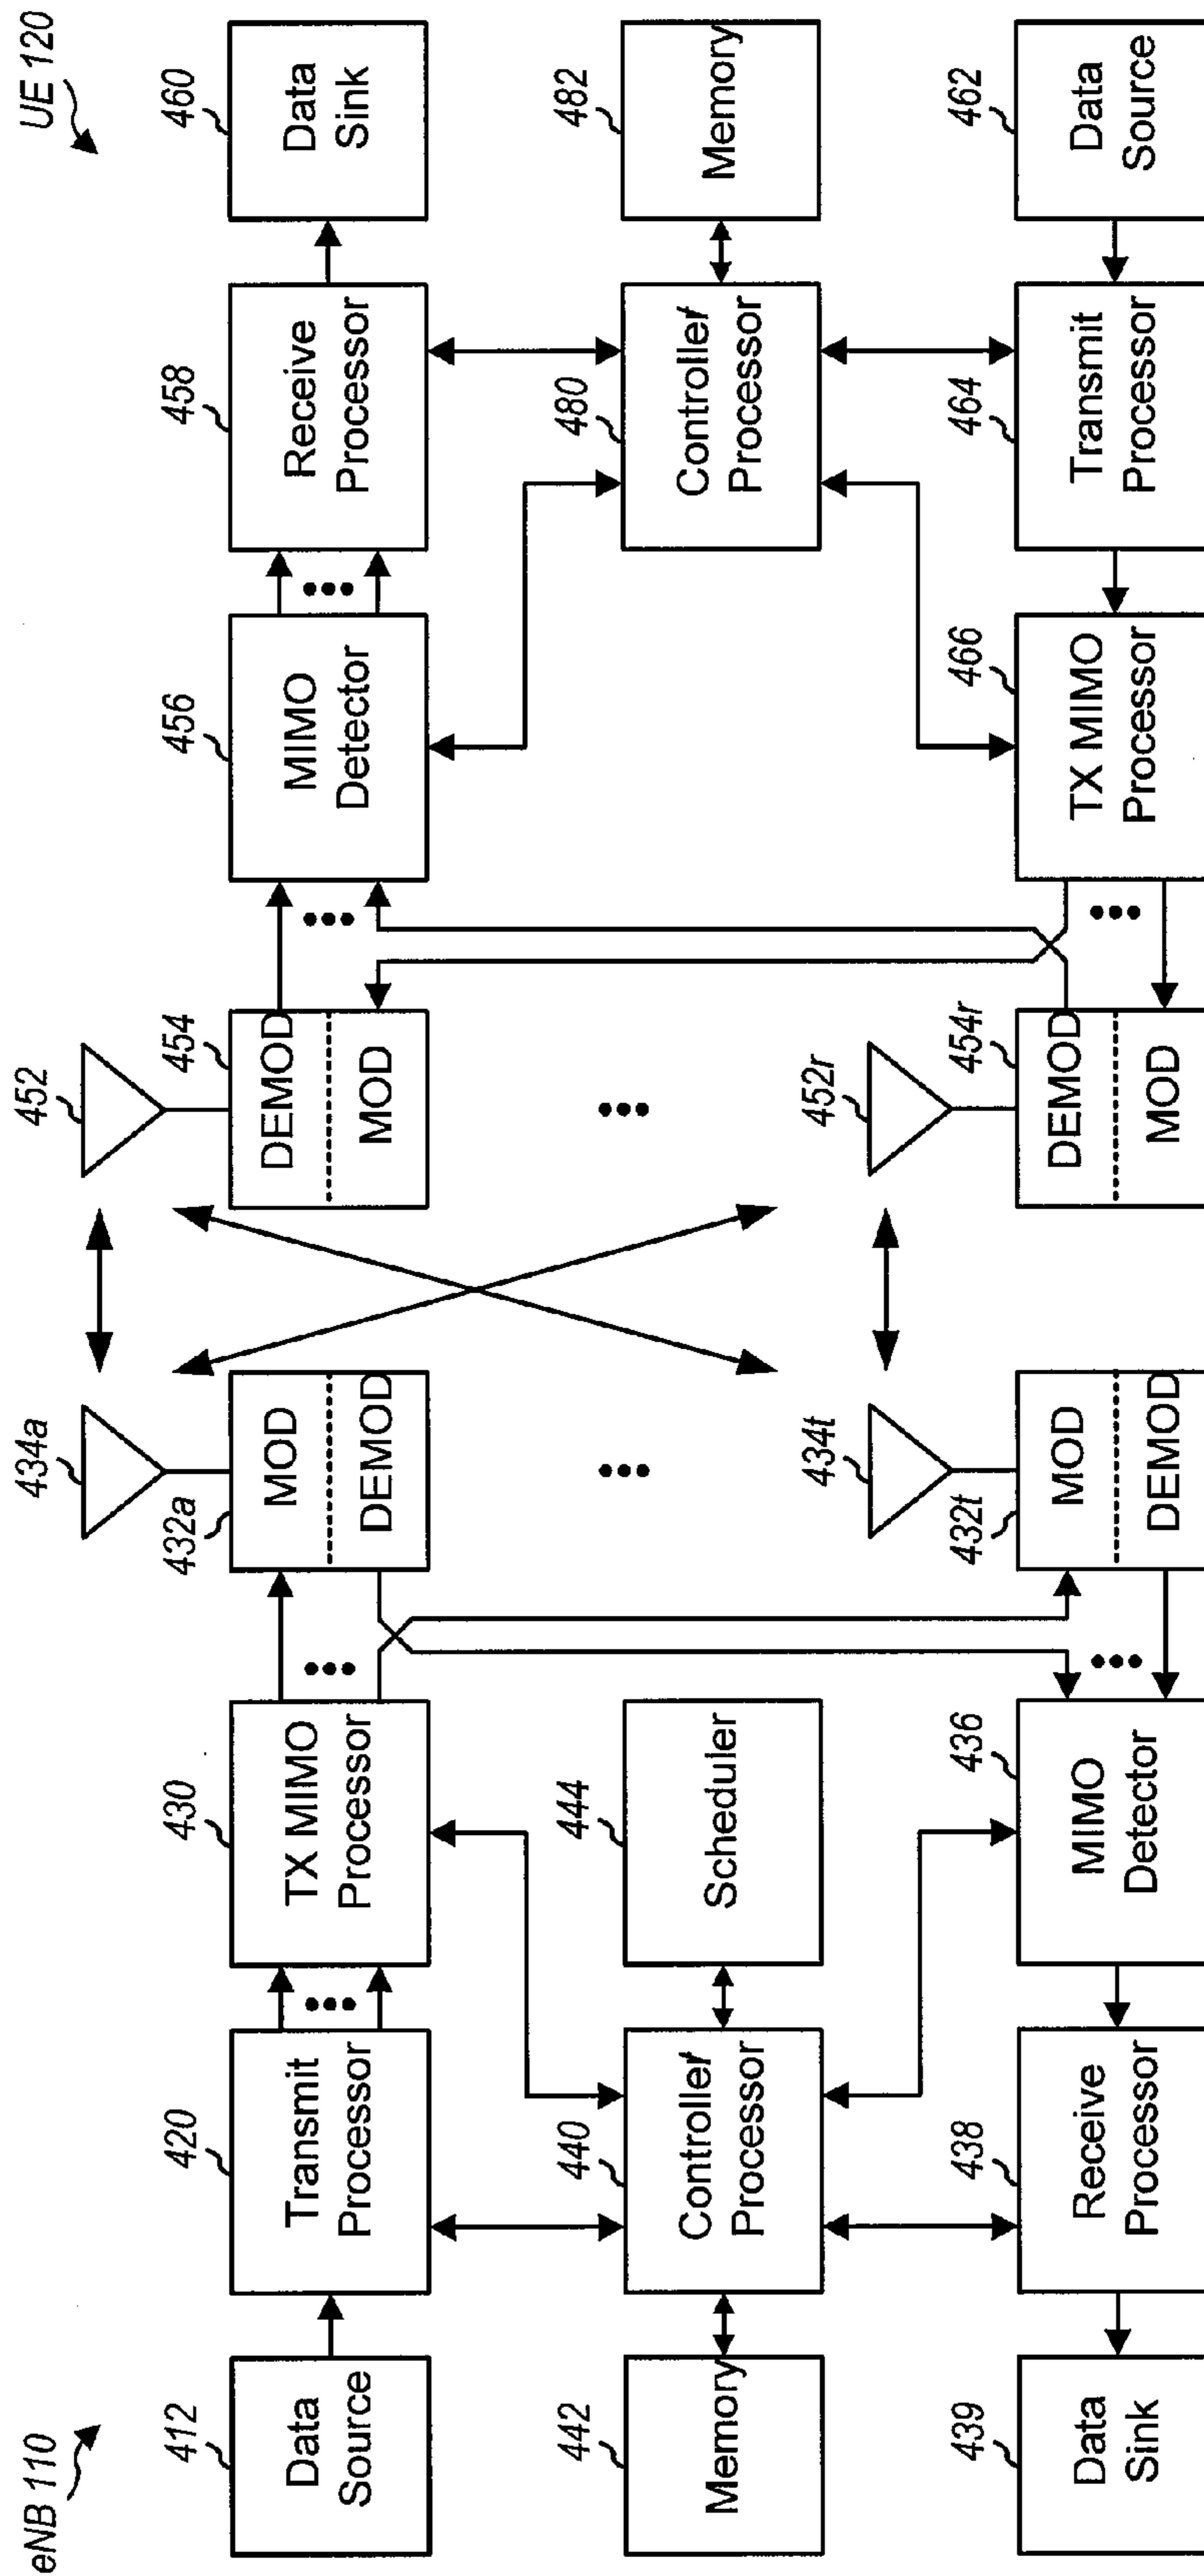 eNB 110
UE 120
434a
452
412
420
430
432a
454
456
458
460
Data
Source
Transmit
Processor
TX MIMO
Processor
MOD
DEMOD
DEMOD
MOD
MIMO
Detector
Receive
Processor
Data
Sink
442
440
444
480
482
Memory
Controller/
Processor
Scheduler
Controller/
Processor
Memory
434t
452r
439
438
436
432t
454r
466
464
462
Data
Sink
Receive
Processor
MIMO
Detector
MOD
DEMOD
DEMOD
MOD
TX MIMO
Processor
Transmit
Processor
Data
Source